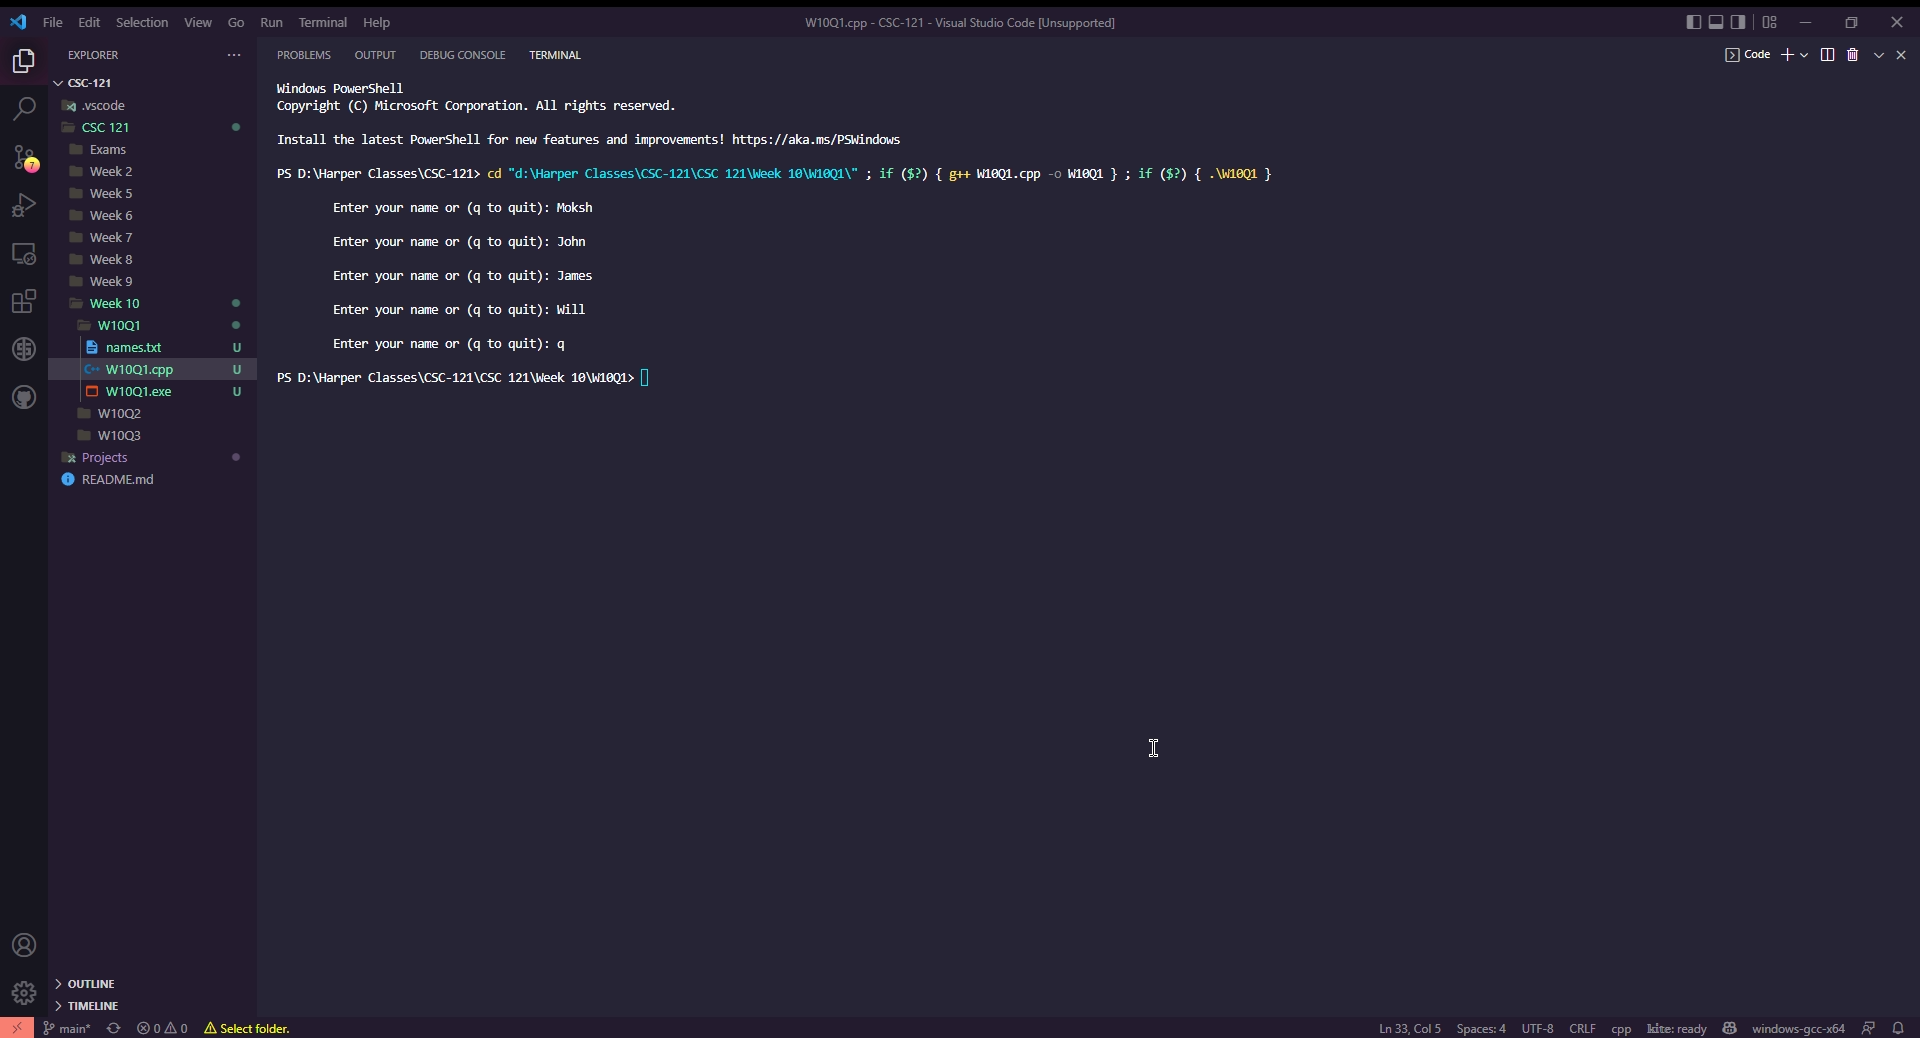 File Edit Selection View Go Run Terminal Help
W10Q1.cpp - CSC-121 - Visual Studio Code [Unsupported]
EXPLORER
PROBLEMS OUTPUT DEBUG CONSOLE TERMINAL
Code
CSC-121
.vscode
CSC 121
Exams
Week 2
Week 5
Week 6
Week 7
Week 8
Week 9
Week 10
W10Q1
names.txt U
W10Q1.cpp U
W10Q1.exe U
W10Q2
W10Q3
Projects
README.md
7
Windows PowerShell
Copyright (C) Microsoft Corporation. All rights reserved.
Install the latest PowerShell for new features and improvements! https://aka.ms/PSWindows
PS D:\Harper Classes\CSC-121> cd "d:\Harper Classes\CSC-121\CSC 121\Week 10\W10Q1\" ; if ($?) { g++ W10Q1.cpp -o W10Q1 } ; if ($?) { .\W10Q1 }
Enter your name or (q to quit): Moksh
Enter your name or (q to quit): John
Enter your name or (q to quit): James
Enter your name or (q to quit): Will
Enter your name or (q to quit): q
PS D:\Harper Classes\CSC-121\CSC 121\Week 10\W10Q1>
OUTLINE
TIMELINE
main* 0 0 Select folder. Ln 33, Col 5 Spaces: 4 UTF-8 CRLF cpp kite: ready windows-gcc-x64